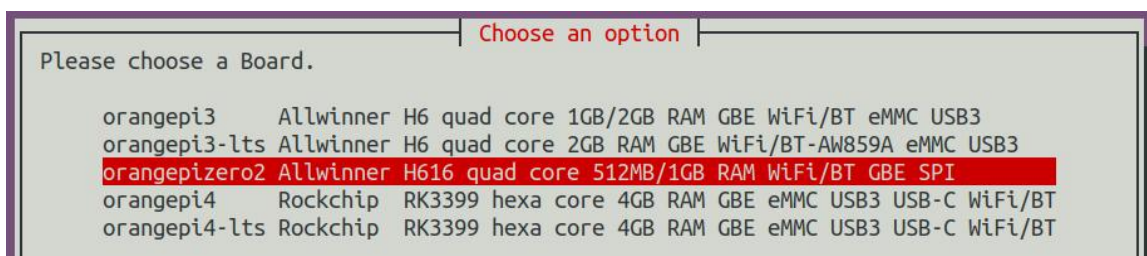 Choose an option
Please choose a Board.
orangepi3 Allwinner H6 quad core 1GB/2GB RAM GBE WiFi/BT eMMC USB3
orangepi3-lts Allwinner H6 quad core 2GB RAM GBE WiFi/BT-AW859A eMMC USB3
orangepizero2 Allwinner H616 quad core 512MB/1GB RAM WiFi/BT GBE SPI
orangepi4 Rockchip RK3399 hexa core 4GB RAM GBE eMMC USB3 USB-C WiFi/BT
orangepi4-lts Rockchip RK3399 hexa core 4GB RAM GBE eMMC USB3 USB-C WiFi/BT